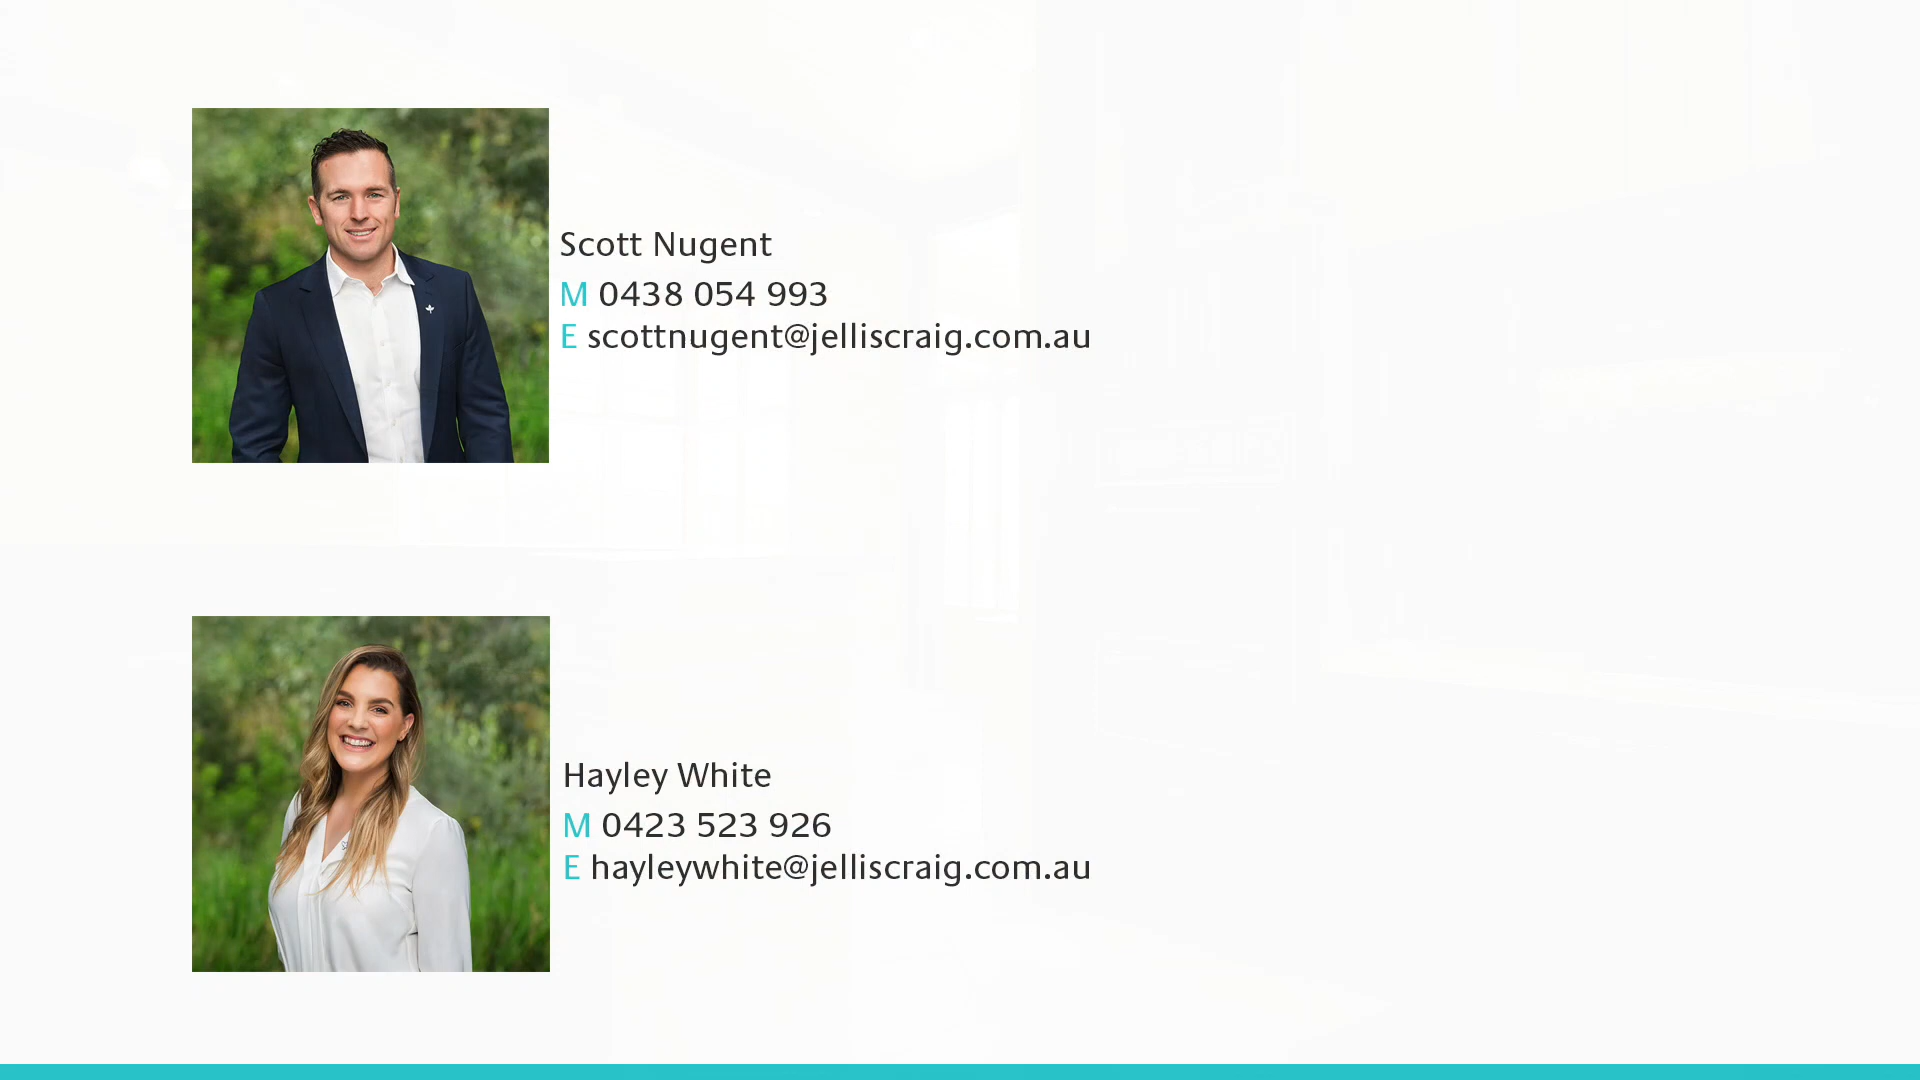 Scott Nugent
M 0438 054 993
E scottnugent@jelliscraig.com.au
Hayley White
M 0423 523 926
E hayleywhite@jelliscraig.com.au